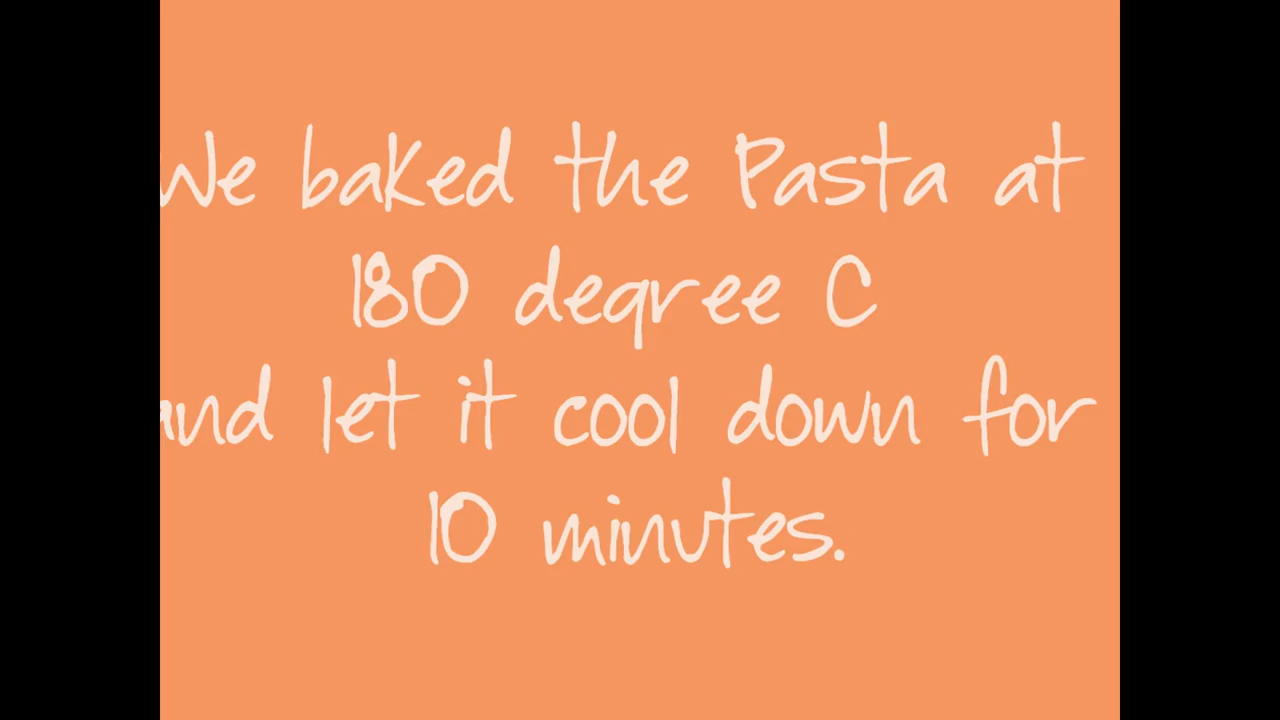 We baked the Pasta at
180 degree C
and let it cool down for
10 minutes.